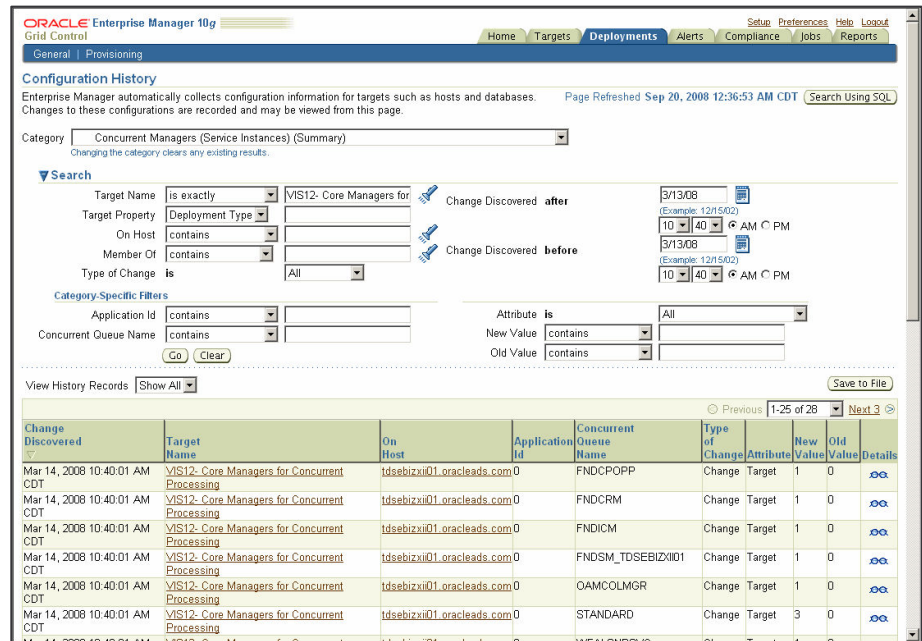 ORACLE Enterprise Manager 10g
Grid Control
Setup Preferences Help Logout
Home Targets Deployments Alerts Compliance Jobs Reports
General | Provisioning
Configuration History
Enterprise Manager automatically collects configuration information for targets such as hosts and databases.
Changes to these configurations are recorded and may be viewed from this page.
Page Refreshed Sep 20, 2008 12:36:53 AM CDT Search Using SQL
Category Concurrent Managers (Service Instances) (Summary)
Changing the category clears any existing results.
Search
Target Name is exactly VIS12- Core Managers for
Target Property Deployment Type
On Host contains
Member Of contains
Type of Change is All
Change Discovered after 3/13/08
(Example: 12/15/02)
10 40 AM PM
Change Discovered before 3/13/08
(Example: 12/15/02)
10 40 AM PM
Category-Specific Filters
Application Id contains
Concurrent Queue Name contains
Go Clear
Attribute is All
New Value contains
Old Value contains
View History Records Show All
Save to File
Previous 1-25 of 28 Next 3
Change Discovered Target Name On Host Application Id Concurrent Queue Name Type of Change Attribute New Value Old Value Details
Mar 14, 2008 10:40:01 AM CDT VIS12- Core Managers for Concurrent Processing tdsebizxii01.oracleads.com 0 FNDCPOPP Change Target 1 0
Mar 14, 2008 10:40:01 AM CDT VIS12- Core Managers for Concurrent Processing tdsebizxii01.oracleads.com 0 FNDCRM Change Target 1 0
Mar 14, 2008 10:40:01 AM CDT VIS12- Core Managers for Concurrent Processing tdsebizxii01.oracleads.com 0 FNDICM Change Target 1 0
Mar 14, 2008 10:40:01 AM CDT VIS12- Core Managers for Concurrent Processing tdsebizxii01.oracleads.com 0 FNDSM_TDSEBIZXII01 Change Target 1 0
Mar 14, 2008 10:40:01 AM CDT VIS12- Core Managers for Concurrent Processing tdsebizxii01.oracleads.com 0 OAMCOLMGR Change Target 1 0
Mar 14, 2008 10:40:01 AM CDT VIS12- Core Managers for Concurrent Processing tdsebizxii01.oracleads.com 0 STANDARD Change Target 3 0